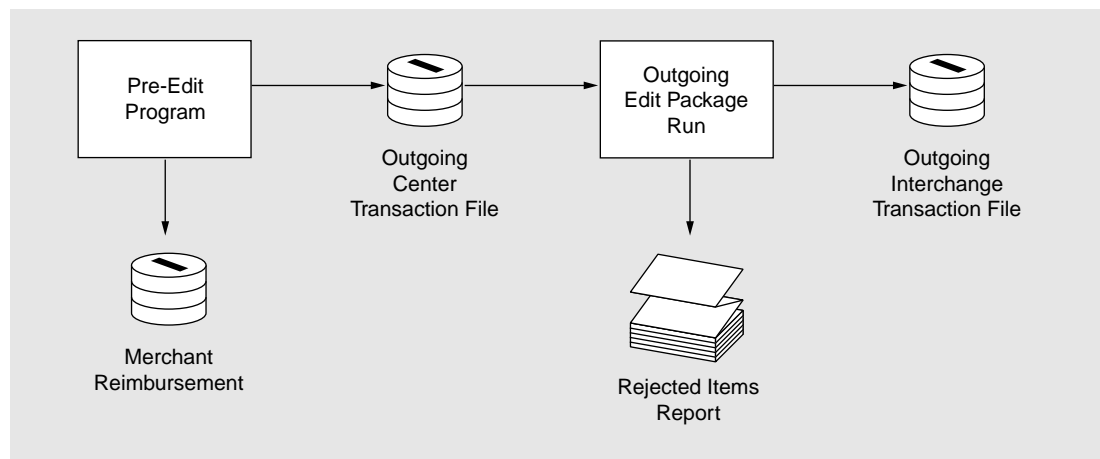 Pre-Edit
Program
Outgoing
Center
Transaction File
Outgoing
Edit Package
Run
Outgoing
Interchange
Transaction File
Merchant
Reimbursement
Rejected Items
Report